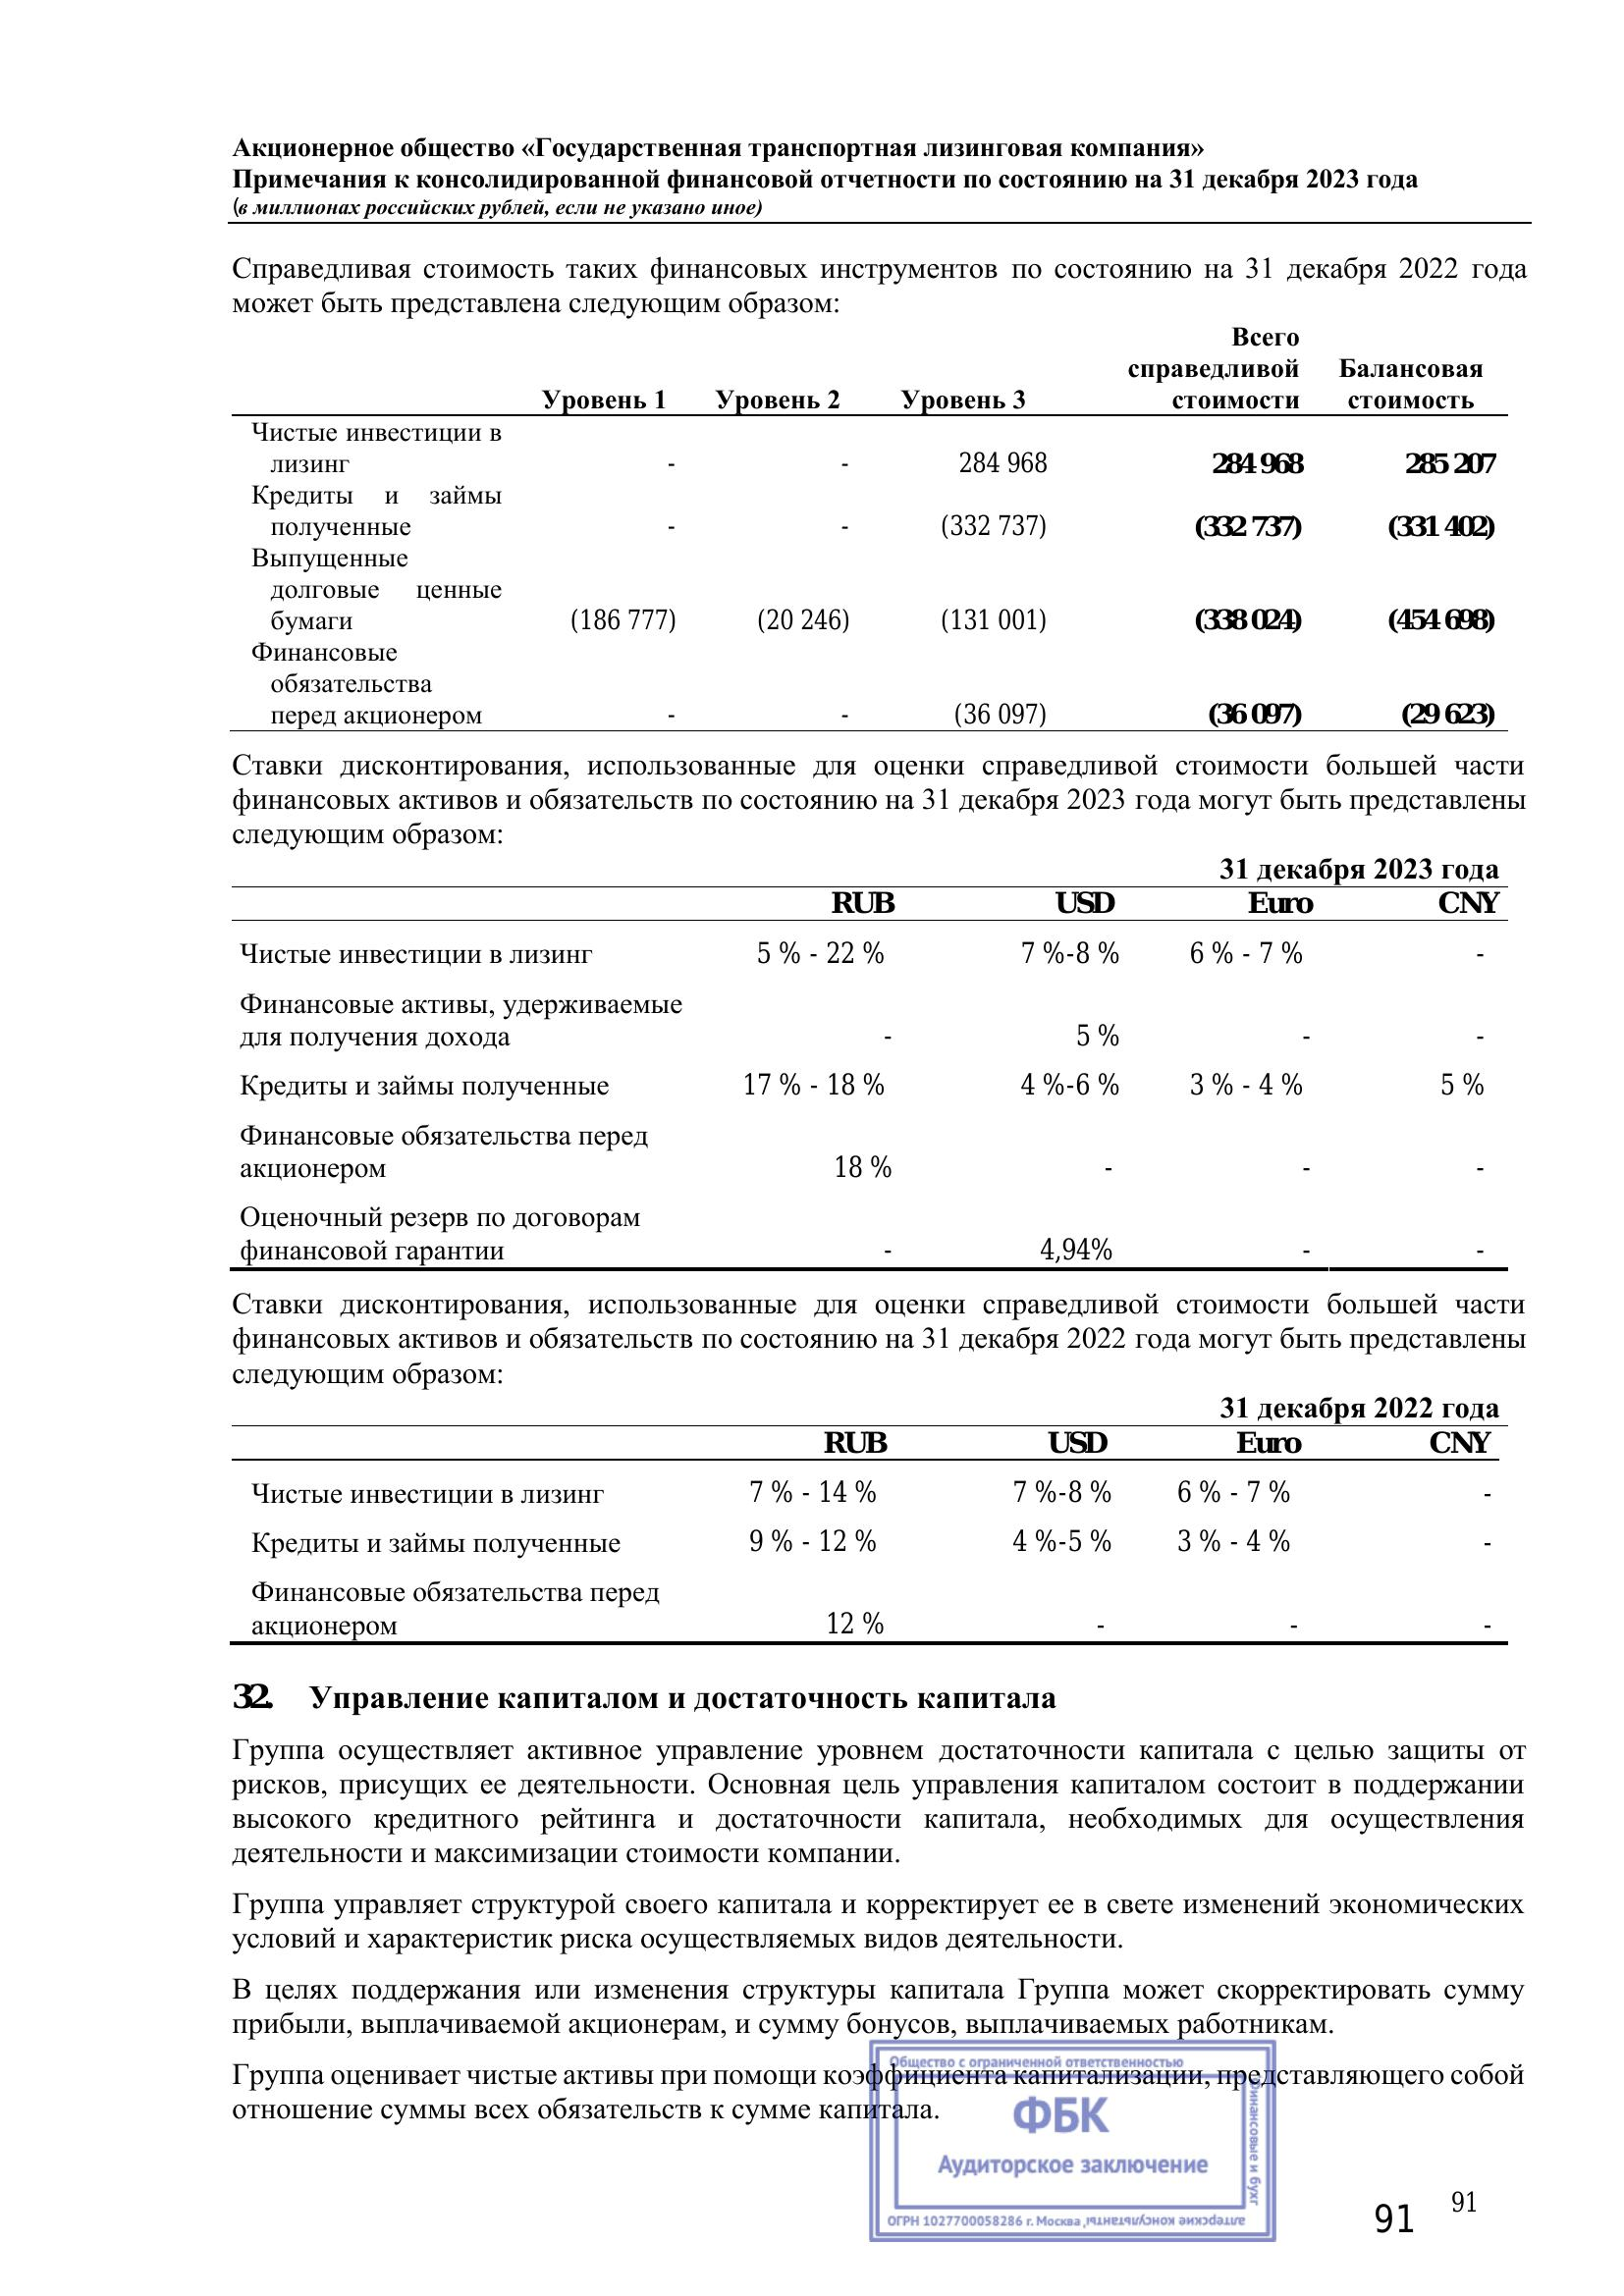 Акционерное общество «Государственная транспортная лизинговая компания»
Примечания к консолидированной финансовой отчетности по состоянию на 31 декабря 2023 года
(в миллионах российских рублей, если не указано иное)
Справедливая стоимость таких финансовых инструментов по состоянию на 31 декабря 2022 года
может быть представлена следующим образом:
Всего
справедливой Балансовая
Уровень 1 Уровень 2 Уровень 3 стоимости стоимость
Чистые инвестиции в
лизинг - - 284 968 284 968 285 207
Кредиты и займы
полученные - - (332 737) (332 737) (331 402)
Выпущенные
долговые ценные
бумаги (186 777) (20 246) (131 001) (338 024) (454 698)
Финансовые
обязательства
перед акционером - - (36 097) (36 097) (29 623)
Ставки дисконтирования, использованные для оценки справедливой стоимости большей части
финансовых активов и обязательств по состоянию на 31 декабря 2023 года могут быть представлены
следующим образом:
31 декабря 2023 года
RUB USD Euro CNY
Чистые инвестиции в лизинг 5 % - 22 % 7 %-8 % 6 % - 7 % -
Финансовые активы, удерживаемые
для получения дохода - 5 % - -
Кредиты и займы полученные 17 % - 18 % 4 %-6 % 3 % - 4 % 5 %
Финансовые обязательства перед
акционером 18 % - - -
Оценочный резерв по договорам
финансовой гарантии - 4,94% - -
Ставки дисконтирования, использованные для оценки справедливой стоимости большей части
финансовых активов и обязательств по состоянию на 31 декабря 2022 года могут быть представлены
следующим образом:
31 декабря 2022 года
RUB USD Euro CNY
Чистые инвестиции в лизинг 7 % - 14 % 7 %-8 % 6 % - 7 % -
Кредиты и займы полученные 9 % - 12 % 4 %-5 % 3 % - 4 % -
Финансовые обязательства перед
акционером 12 % - - -
32. Управление капиталом и достаточность капитала
Группа осуществляет активное управление уровнем достаточности капитала с целью защиты от
рисков, присущих ее деятельности. Основная цель управления капиталом состоит в поддержании
высокого кредитного рейтинга и достаточности капитала, необходимых для осуществления
деятельности и максимизации стоимости компании.
Группа управляет структурой своего капитала и корректирует ее в свете изменений экономических
условий и характеристик риска осуществляемых видов деятельности.
В целях поддержания или изменения структуры капитала Группа может скорректировать сумму
прибыли, выплачиваемой акционерам, и сумму бонусов, выплачиваемых работникам.
Группа оценивает чистые активы при помощи коэффициента капитализации, представляющего собой
отношение суммы всех обязательств к сумме капитала.
Общество с ограниченной ответственностью
Финансовые и бухг
алтерские консультанты,
ФБК
Аудиторское заключение
ОГРН 1027700058286 г. Москва
91
91